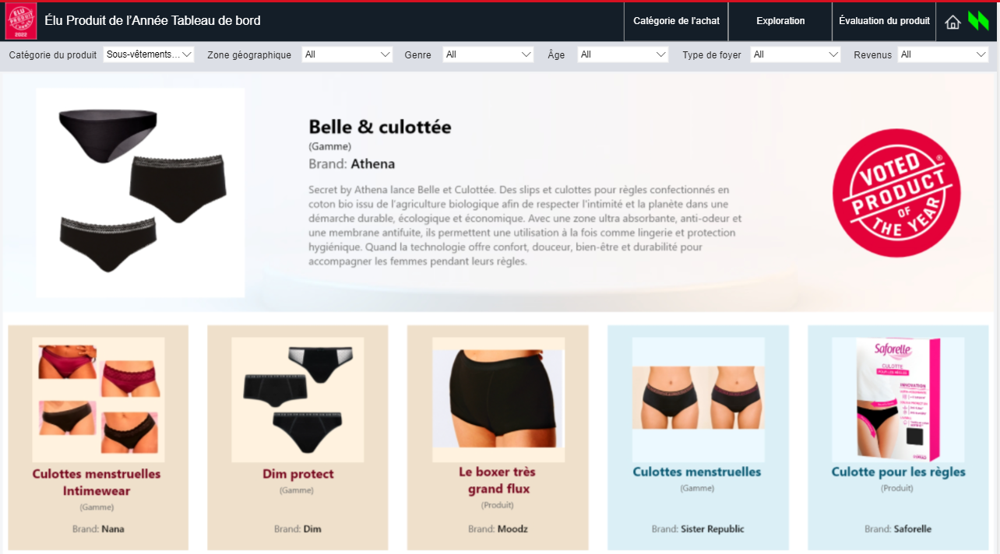 ÉLU
PRODUIT
2022
Élu Produit de l'Année Tableau de bord
Catégorie de l'achat
Exploration
Évaluation du produit
Catégorie du produit
Sous-vêtements...
Zone géographique
All
Genre
All
Âge
All
Type de foyer
All
Revenus
All
Belle & culottée
(Gamme)
Brand: Athena
Secret by Athena lance Belle et Culottée. Des slips et culottes pour règles confectionnés en
coton bio issu de l'agriculture biologique afin de respecter l'intimité et la planète dans une
démarche durable, écologique et économique. Avec une zone ultra absorbante, anti-odeur et
une membrane antifuite, ils permettent une utilisation à la fois comme lingerie et protection
hygiénique. Quand la technologie offre confort, douceur, bien-être et durabilité pour
accompagner les femmes pendant leurs règles.
VOTED
PRODUCT
OF
THE YEAR
®
Culottes menstruelles
Intimewear
(Gamme)
Brand: Nana
Dim protect
(Gamme)
Brand: Dim
Le boxer très
grand flux
(Produit)
Brand: Moodz
Culottes menstruelles
(Gamme)
Brand: Sister Republic
Saforelle
CULOTTE
POUR LES RÈGLES
INNOVATION
Culotte pour les règles
(Produit)
Brand: Saforelle